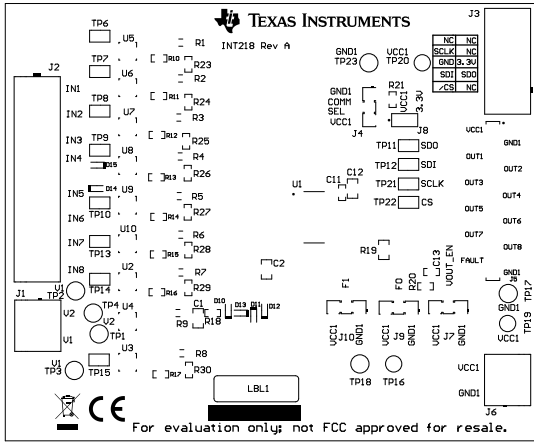 TEXAS INSTRUMENTS
INT218 Rev A
TP6
U5
R1
R10
R23
TP7
U6
R2
J2
R11
R24
IN1
TP8
R3
IN2
U7
R12
R25
IN3
TP9
U8
R4
IN4
D15
R13
R26
IN5
D14
U9
R5
TP10
R27
IN6
R14
U10
R6
IN7
TP13
R15
R28
U2
R7
IN8
TP14
R16
R29
J1
V1
TP2
TP4
V2
U4
C1
R9
R18
D10
D13
D11
D12
C2
V2
TP1
V1
U3
R8
V1
TP3
TP15
R17
R30
GND1
TP23
VCC1
TP20
NC NC
SCLK NC
GND 3.3V
SDI SDO
/CS NC
J3
GND1
COMM
SEL
VCC1
J4
R21
VCC1
3.3V
J8
TP11 SDO
TP12 SDI
TP21 SCLK
TP22 CS
U1
C11
C12
VCC1
GND1
OUT1
OUT2
OUT3
OUT4
OUT5
OUT6
OUT7
OUT8
FAULT
GND1
J5
R19
R20
C13
VOUT_EN
F1
F0
VCC1
GND1
J10
VCC1
GND1
J9
VCC1
GND1
J7
TP18
TP16
TP17
GND1
TP19
VCC1
VCC1
GND1
J6
LBL1
CE
For evaluation only; not FCC approved for resale.